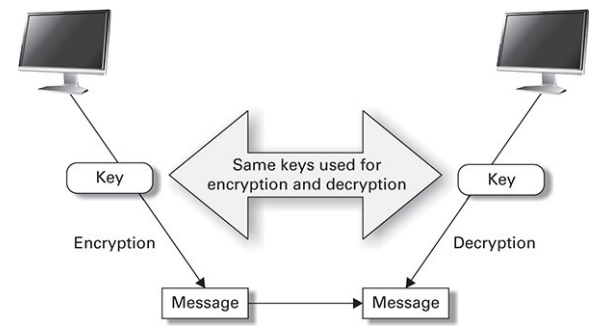 Same keys used for
encryption and decryption
Key
Key
Encryption
Decryption
Message
Message